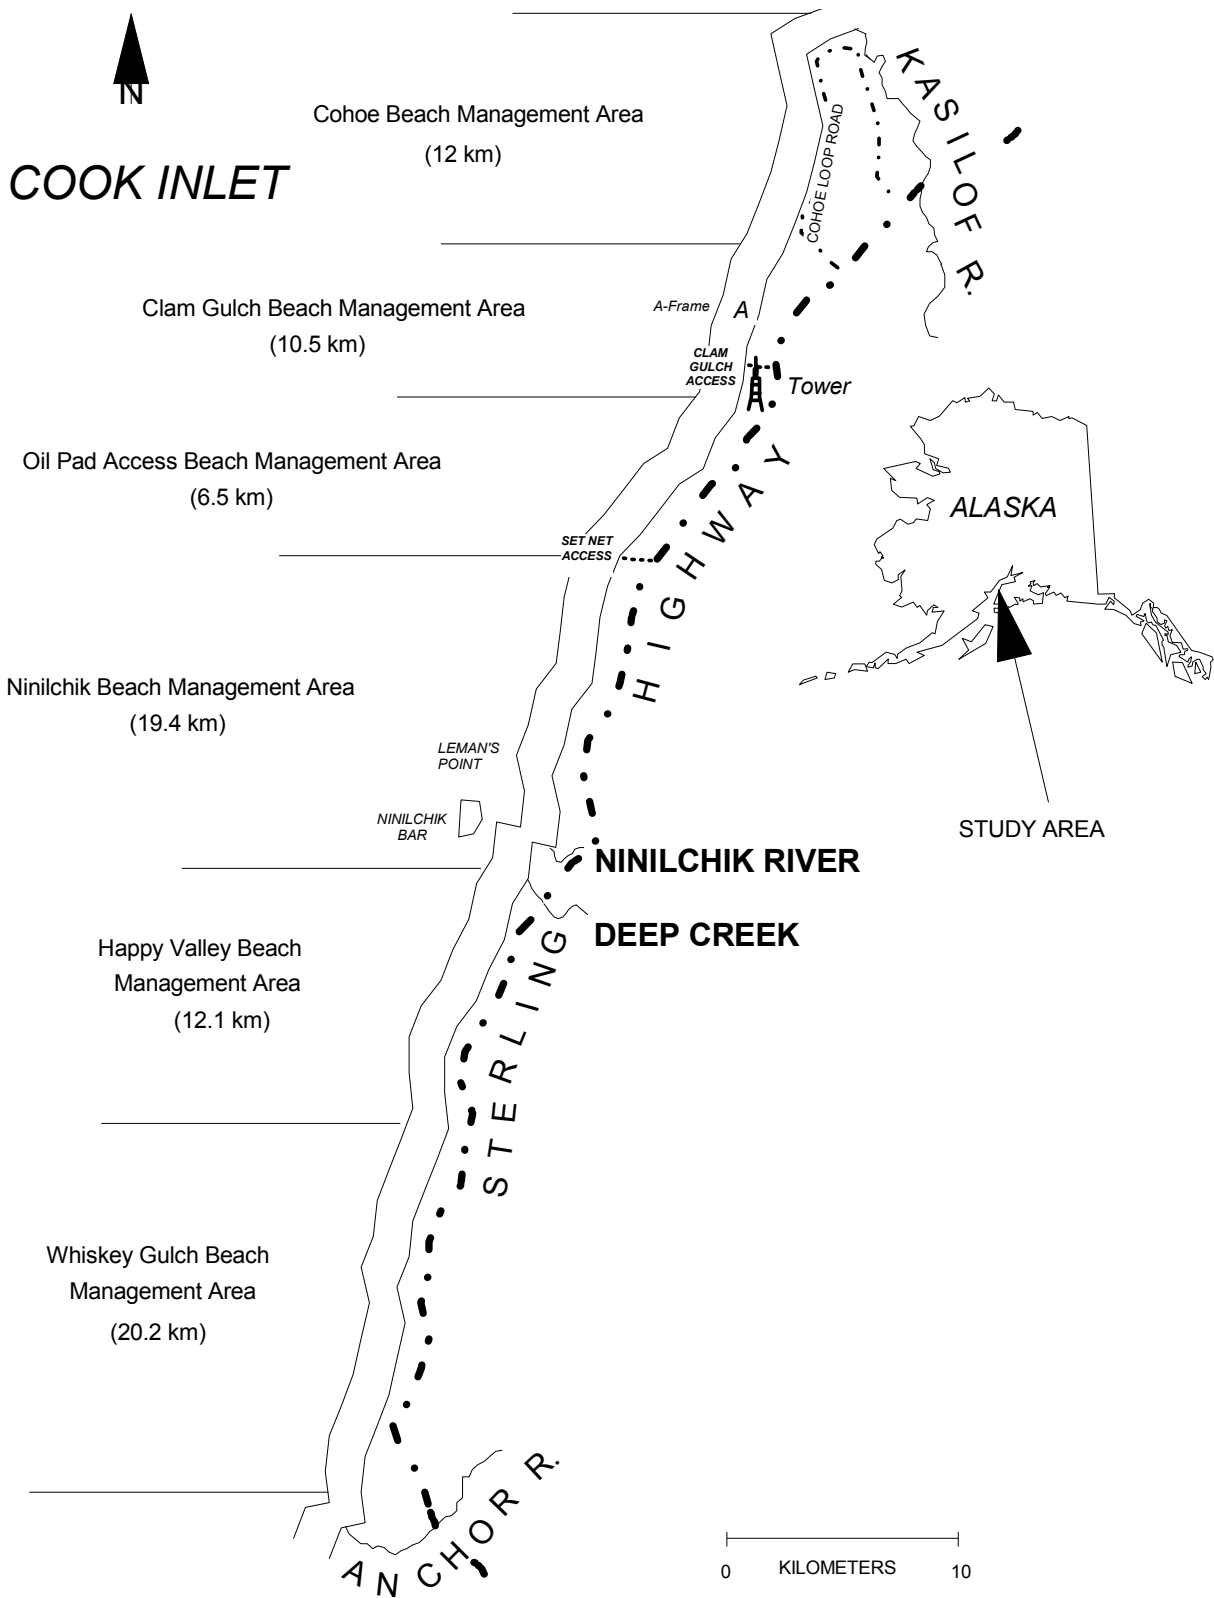 N
COOK INLET
Cohoe Beach Management Area
(12 km)
KASILOF R.
COHOE LOOP ROAD
Clam Gulch Beach Management Area
(10.5 km)
A-Frame
A
CLAM
GULCH
ACCESS
Tower
Oil Pad Access Beach Management Area
(6.5 km)
ALASKA
SET NET
ACCESS
STERLING HIGHWAY
Ninilchik Beach Management Area
(19.4 km)
LEMAN'S
POINT
NINILCHIK
BAR
STUDY AREA
NINILCHIK RIVER
DEEP CREEK
Happy Valley Beach
Management Area
(12.1 km)
Whiskey Gulch Beach
Management Area
(20.2 km)
ANCHOR R.
0 KILOMETERS 10